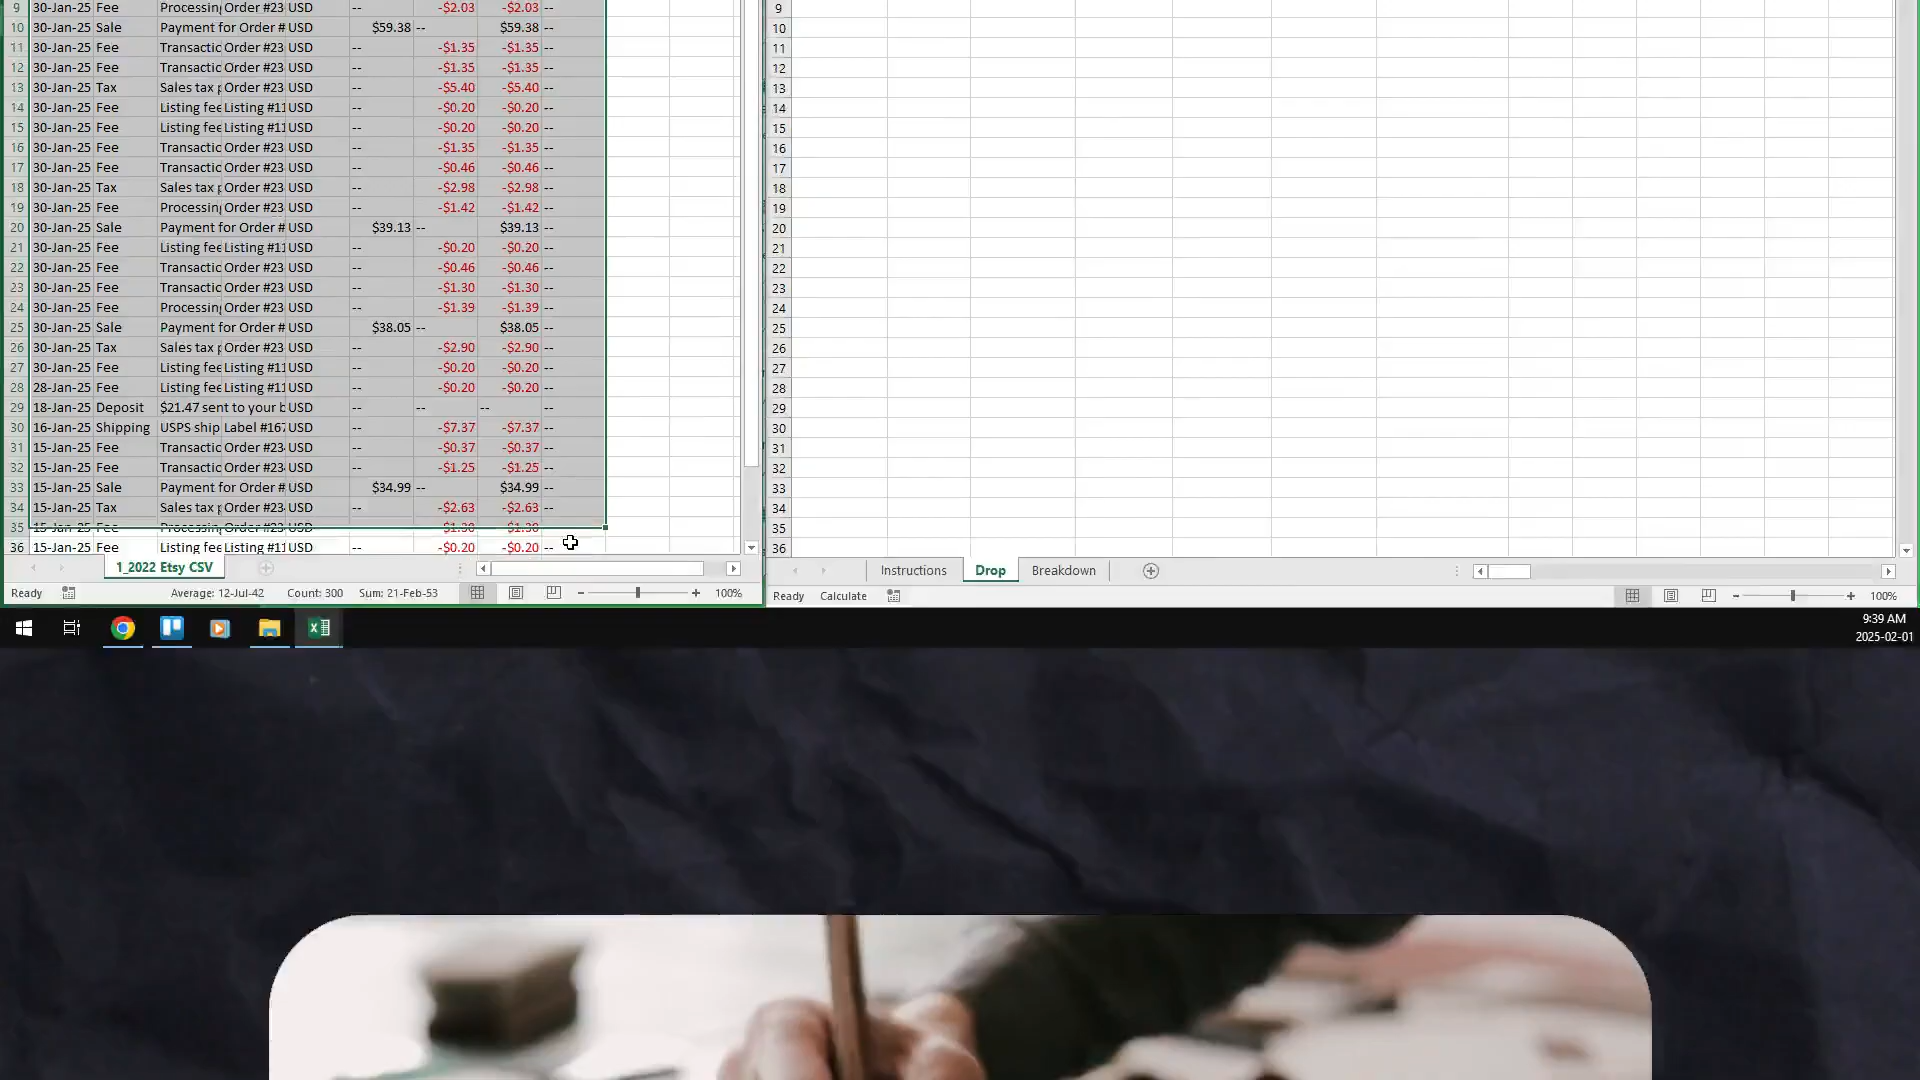 9 30-Jan-25 Fee Processing Order #23 USD -- -$2.03 -$2.03 -- 9
10 30-Jan-25 Sale Payment for Order # USD $59.38 -- $59.38 -- 10
11 30-Jan-25 Fee Transactic Order #23 USD -- -$1.35 -$1.35 -- 11
12 30-Jan-25 Fee Transactic Order #23 USD -- -$1.35 -$1.35 -- 12
13 30-Jan-25 Tax Sales tax p Order #23 USD -- -$5.40 -$5.40 -- 13
14 30-Jan-25 Fee Listing fee Listing #11 USD -- -$0.20 -$0.20 -- 14
15 30-Jan-25 Fee Listing fee Listing #11 USD -- -$0.20 -$0.20 -- 15
16 30-Jan-25 Fee Transactic Order #23 USD -- -$1.35 -$1.35 -- 16
17 30-Jan-25 Fee Transactic Order #23 USD -- -$0.46 -$0.46 -- 17
18 30-Jan-25 Tax Sales tax p Order #23 USD -- -$2.98 -$2.98 -- 18
19 30-Jan-25 Fee Processing Order #23 USD -- -$1.42 -$1.42 -- 19
20 30-Jan-25 Sale Payment for Order # USD $39.13 -- $39.13 -- 20
21 30-Jan-25 Fee Listing fee Listing #11 USD -- -$0.20 -$0.20 -- 21
22 30-Jan-25 Fee Transactic Order #23 USD -- -$0.46 -$0.46 -- 22
23 30-Jan-25 Fee Transactic Order #23 USD -- -$1.30 -$1.30 -- 23
24 30-Jan-25 Fee Processing Order #23 USD -- -$1.39 -$1.39 -- 24
25 30-Jan-25 Sale Payment for Order # USD $38.05 -- $38.05 -- 25
26 30-Jan-25 Tax Sales tax p Order #23 USD -- -$2.90 -$2.90 -- 26
27 30-Jan-25 Fee Listing fee Listing #11 USD -- -$0.20 -$0.20 -- 27
28 28-Jan-25 Fee Listing fee Listing #11 USD -- -$0.20 -$0.20 -- 28
29 18-Jan-25 Deposit $21.47 sent to your b USD -- -- -- -- 29
30 16-Jan-25 Shipping USPS ship Label #167 USD -- -$7.37 -$7.37 -- 30
31 15-Jan-25 Fee Transactic Order #23 USD -- -$0.37 -$0.37 -- 31
32 15-Jan-25 Fee Transactic Order #23 USD -- -$1.25 -$1.25 -- 32
33 15-Jan-25 Sale Payment for Order # USD $34.99 -- $34.99 -- 33
34 15-Jan-25 Tax Sales tax p Order #23 USD -- -$2.63 -$2.63 -- 34
35 15-Jan-25 Fee Processing Order #23 USD -- -$1.30 -$1.30 35
36 15-Jan-25 Fee Listing fee Listing #11 USD -- -$0.20 -$0.20 -- 36
1_2022 Etsy CSV Instructions Drop Breakdown
Ready Average: 12-Jul-42 Count: 300 Sum: 21-Feb-53 100% Ready Calculate 100%
9:39 AM
2025-02-01